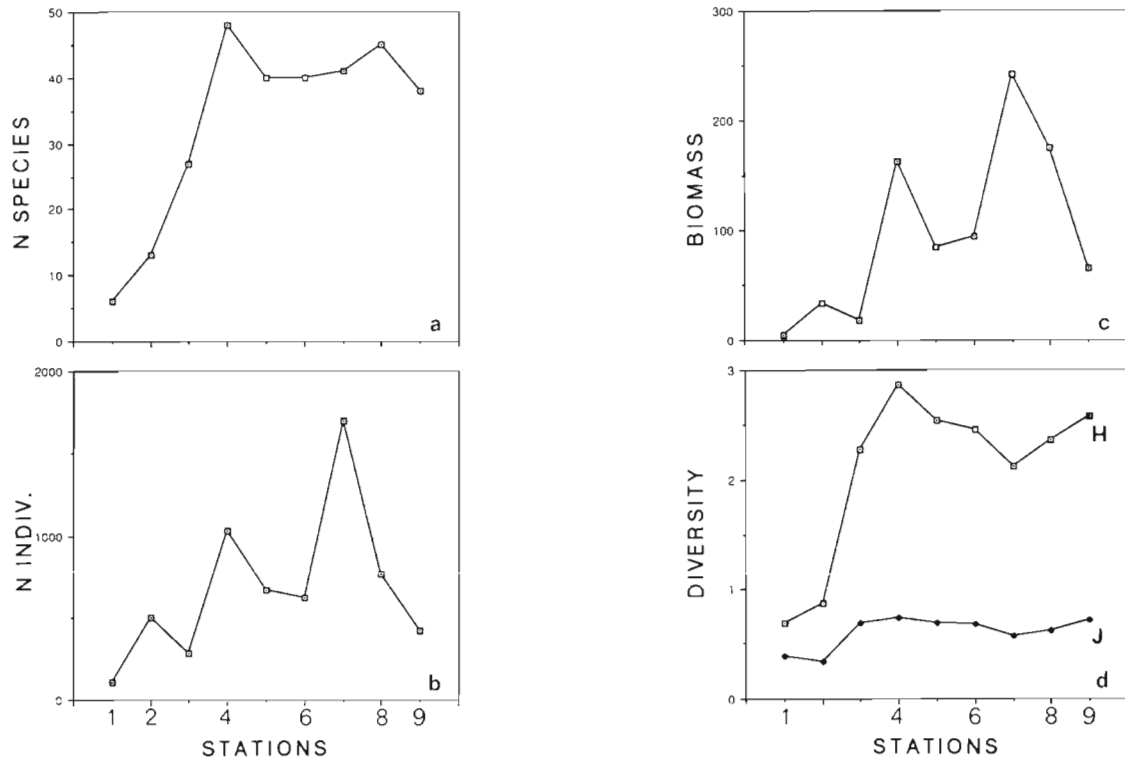 50
40
30
20
10
0
N SPECIES
a
2000
1000
0
N INDIV.
b
1 2 4 6 8 9
STATIONS
300
200
100
0
BIOMASS
c
3
2
1
0
DIVERSITY
H
J
d
1 4 6 8 9
STATIONS